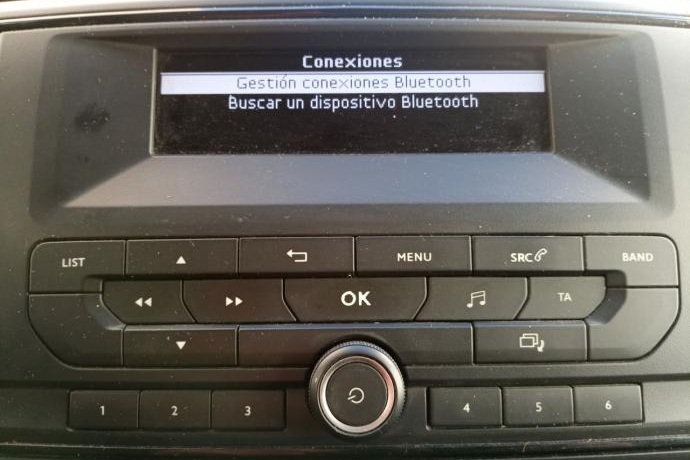 Conexiones
Gestión conexiones Bluetooth
Buscar un dispositivo Bluetooth
LIST
MENU
SRC
BAND
OK
TA
1
2
3
4
5
6